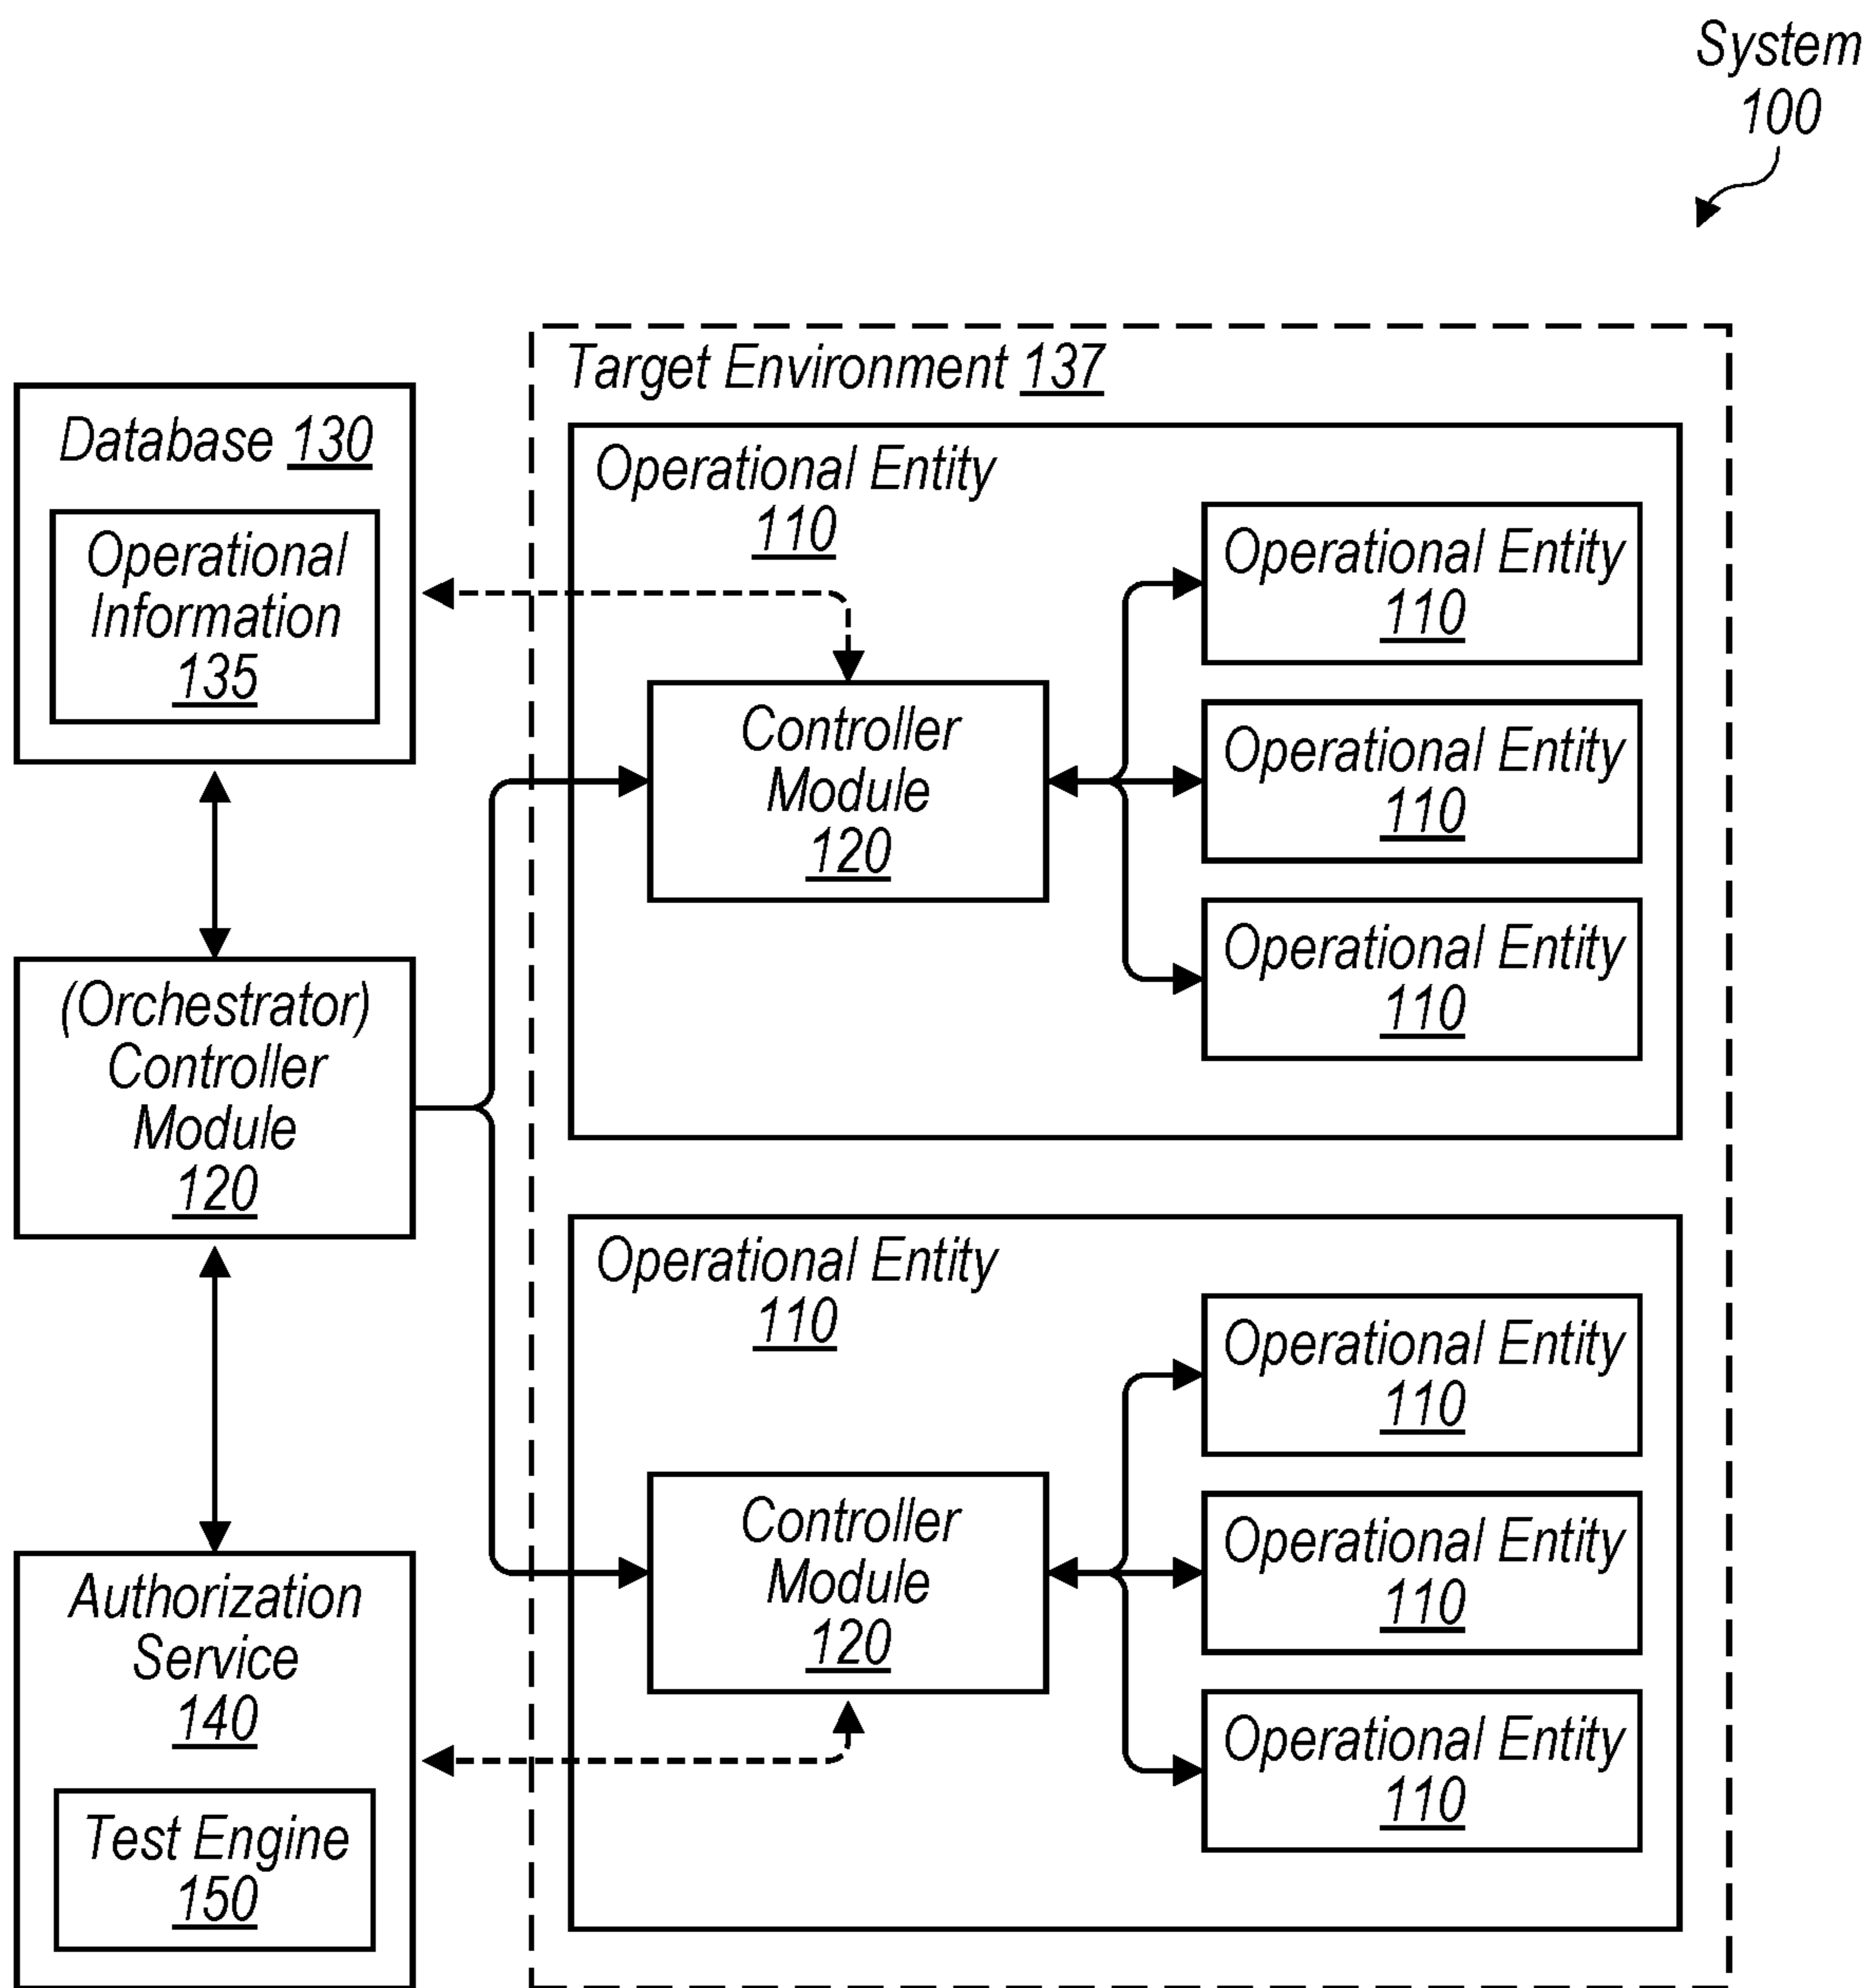 System
100
Target Environment 137
Database 130
Operational
Information
135
Operational Entity
110
Operational Entity
110
Controller
Module
120
Operational Entity
110
Operational Entity
110
(Orchestrator)
Controller
Module
120
Operational Entity
110
Operational Entity
110
Controller
Module
120
Operational Entity
110
Operational Entity
110
Authorization
Service
140
Test Engine
150